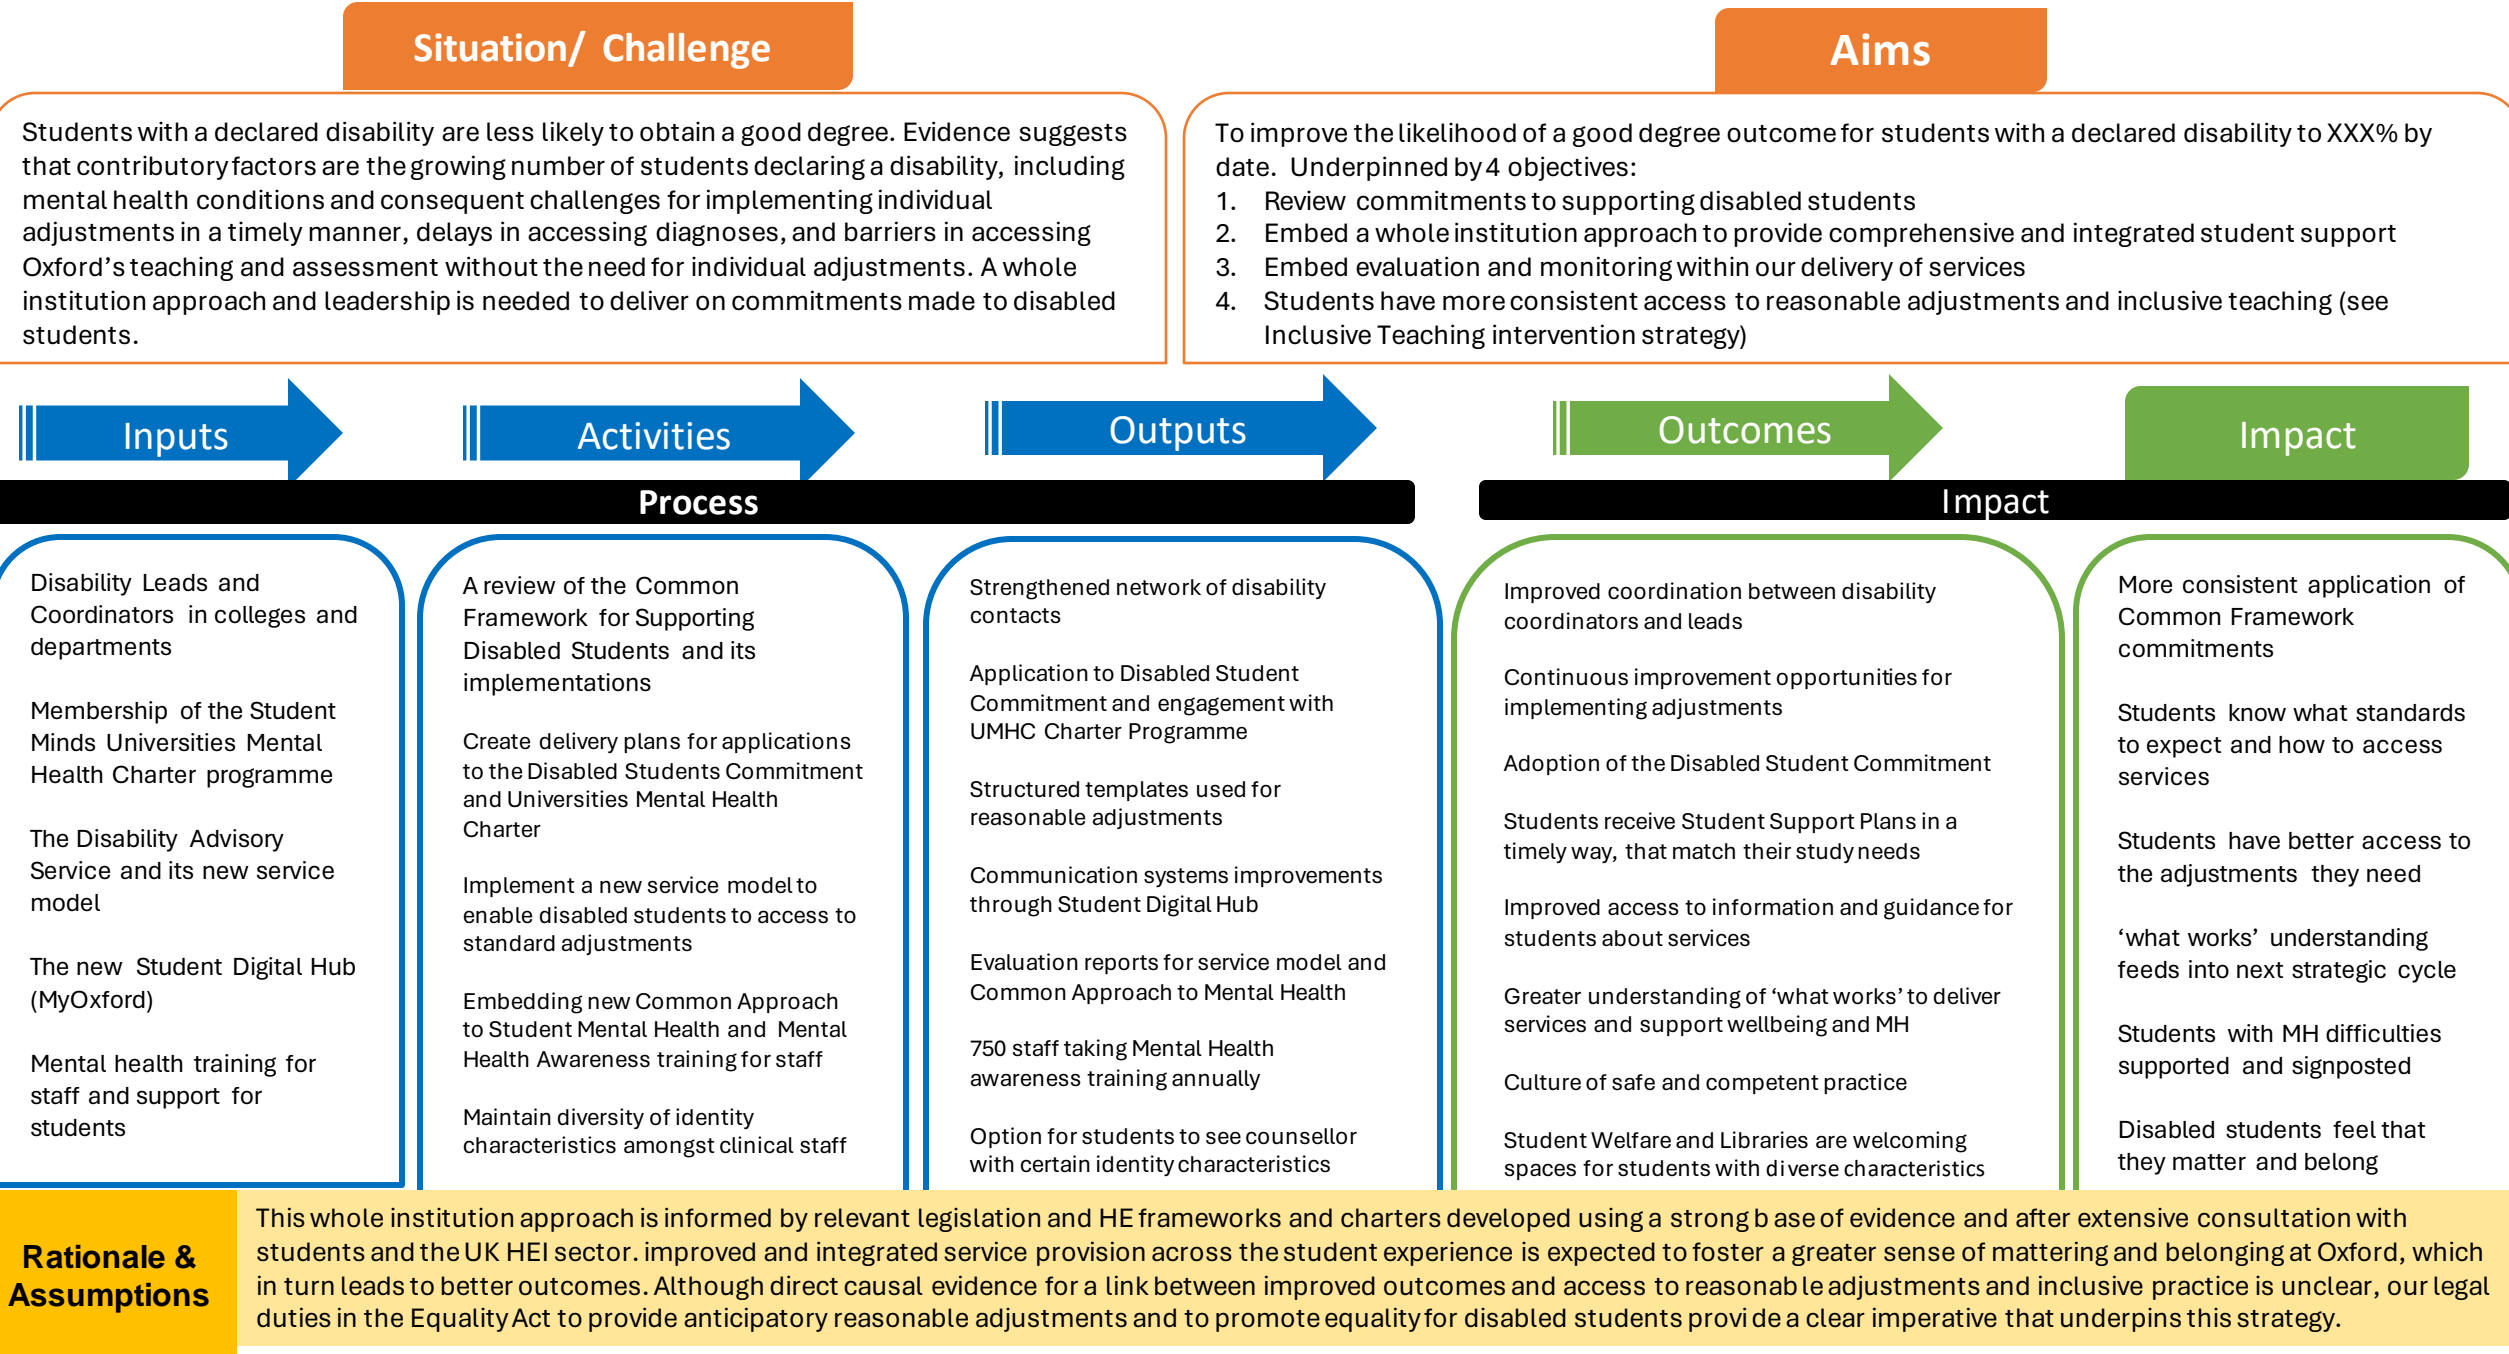 Situation/ Challenge
Aims
Students with a declared disability are less likely to obtain a good degree. Evidence suggests
that contributory factors are the growing number of students declaring a disability, including
mental health conditions and consequent challenges for implementing individual
adjustments in a timely manner, delays in accessing diagnoses, and barriers in accessing
Oxford’s teaching and assessment without the need for individual adjustments. A whole
institution approach and leadership is needed to deliver on commitments made to disabled
students.
To improve the likelihood of a good degree outcome for students with a declared disability to XXX% by
date. Underpinned by 4 objectives:
1. Review commitments to supporting disabled students
2. Embed a whole institution approach to provide comprehensive and integrated student support
3. Embed evaluation and monitoring within our delivery of services
4. Students have more consistent access to reasonable adjustments and inclusive teaching (see
Inclusive Teaching intervention strategy)
Inputs
Activities
Outputs
Outcomes
Impact
Process
Impact
Disability Leads and
Coordinators in colleges and
departments
Membership of the Student
Minds Universities Mental
Health Charter programme
The Disability Advisory
Service and its new service
model
The new Student Digital Hub
(MyOxford)
Mental health training for
staff and support for
students
A review of the Common
Framework for Supporting
Disabled Students and its
implementations
Create delivery plans for applications
to the Disabled Students Commitment
and Universities Mental Health
Charter
Implement a new service model to
enable disabled students to access to
standard adjustments
Embedding new Common Approach
to Student Mental Health and Mental
Health Awareness training for staff
Maintain diversity of identity
characteristics amongst clinical staff
Strengthened network of disability
contacts
Application to Disabled Student
Commitment and engagement with
UMHC Charter Programme
Structured templates used for
reasonable adjustments
Communication systems improvements
through Student Digital Hub
Evaluation reports for service model and
Common Approach to Mental Health
750 staff taking Mental Health
awareness training annually
Option for students to see counsellor
with certain identity characteristics
Improved coordination between disability
coordinators and leads
Continuous improvement opportunities for
implementing adjustments
Adoption of the Disabled Student Commitment
Students receive Student Support Plans in a
timely way, that match their study needs
Improved access to information and guidance for
students about services
Greater understanding of ‘what works’ to deliver
services and support wellbeing and MH
Culture of safe and competent practice
Student Welfare and Libraries are welcoming
spaces for students with diverse characteristics
More consistent application of
Common Framework
commitments
Students know what standards
to expect and how to access
services
Students have better access to
the adjustments they need
‘what works’ understanding
feeds into next strategic cycle
Students with MH difficulties
supported and signposted
Disabled students feel that
they matter and belong
Rationale &
Assumptions
This whole institution approach is informed by relevant legislation and HE frameworks and charters developed using a strong base of evidence and after extensive consultation with
students and the UK HEI sector. improved and integrated service provision across the student experience is expected to foster a greater sense of mattering and belonging at Oxford, which
in turn leads to better outcomes. Although direct causal evidence for a link between improved outcomes and access to reasonable adjustments and inclusive practice is unclear, our legal
duties in the Equality Act to provide anticipatory reasonable adjustments and to promote equality for disabled students provide a clear imperative that underpins this strategy.